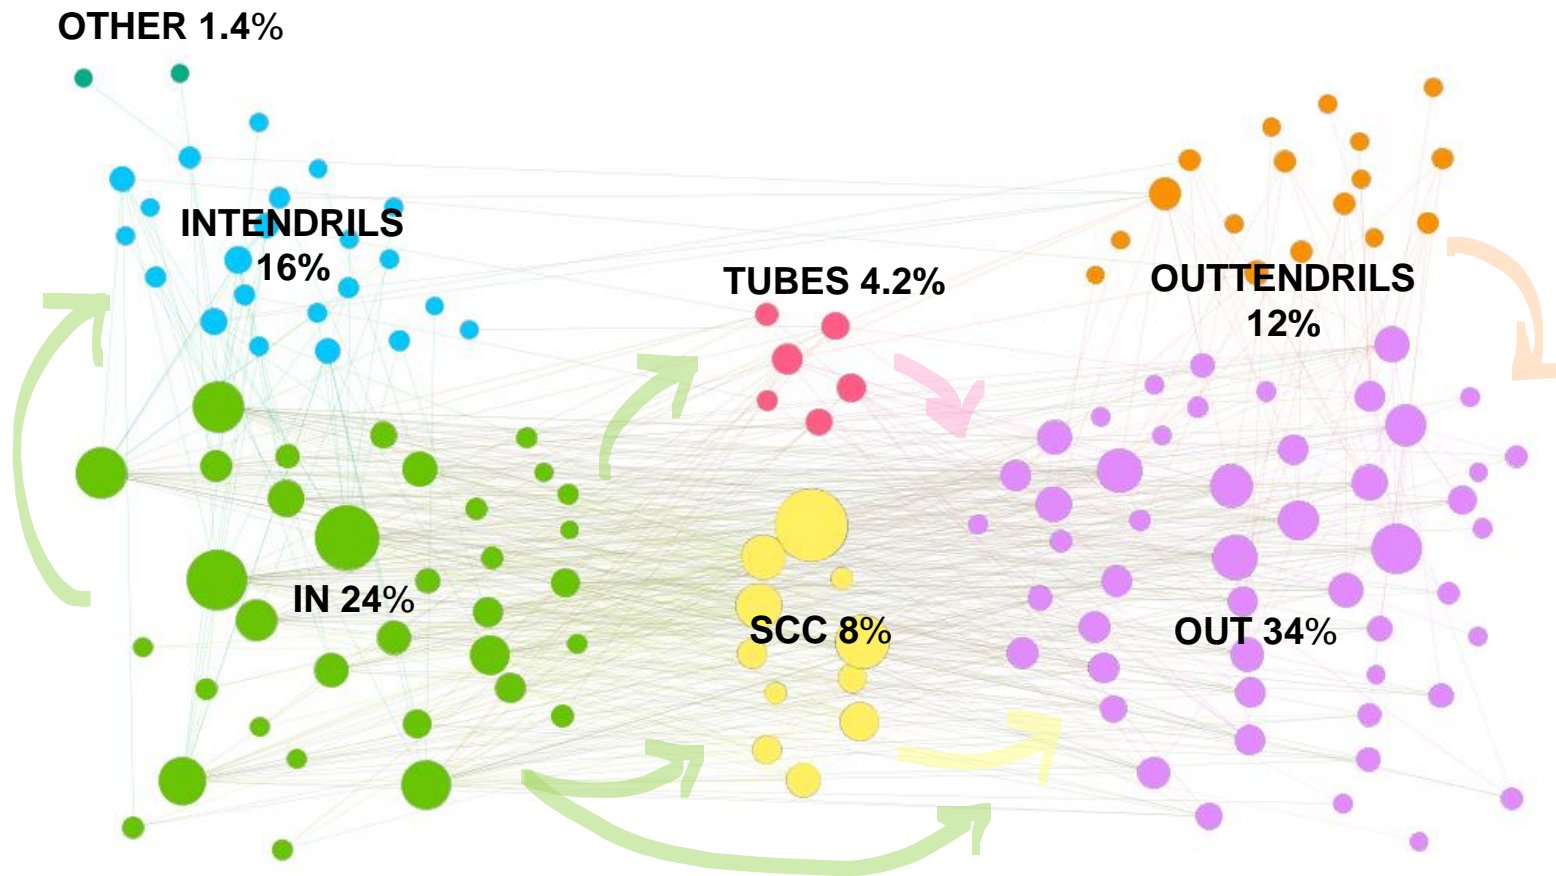 OTHER 1.4%
INTENDRILS
16%
TUBES 4.2%
OUTTENDRILS
12%
IN 24%
SCC 8%
OUT 34%